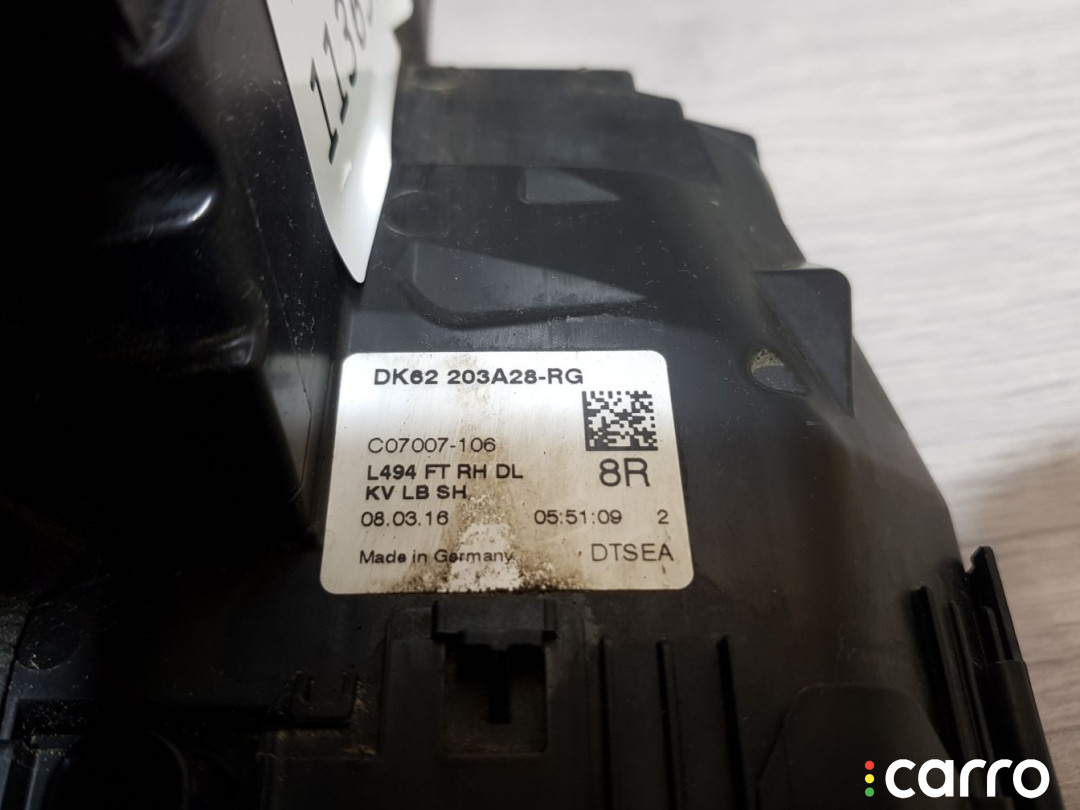 DK62 203A28-RG
C07007-106
L494 FT RH DL
8R
KV LB SH
08.03.16 05:51:09 2
Made in Germany DTSEA
carro